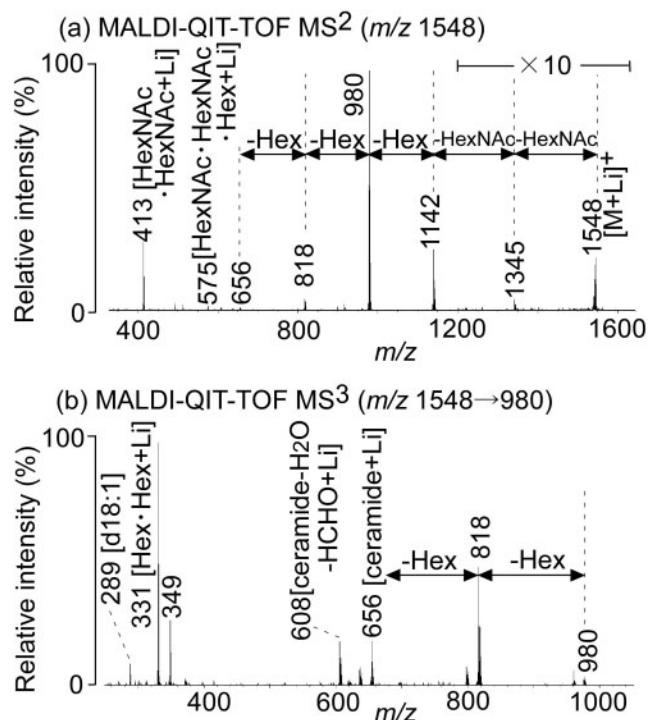 (a) MALDI-QIT-TOF MS2 (m/z 1548)
100
0
Relative intensity (%)
413 [HexNAc
·HexNAc+Li]
575[HexNAc·HexNAc
·Hex+Li]
656
-Hex
818
-Hex
980
-Hex
1142
-HexNAc
1345
-HexNAc
× 10
1548
[M+Li]+
400
800
1200
1600
m/z
(b) MALDI-QIT-TOF MS3 (m/z 1548→980)
100
0
Relative intensity (%)
289 [d18:1]
331 [Hex·Hex+Li]
349
608[ceramide-H2O
-HCHO+Li]
656 [ceramide+Li]
-Hex
818
-Hex
980
400
600
800
1000
m/z